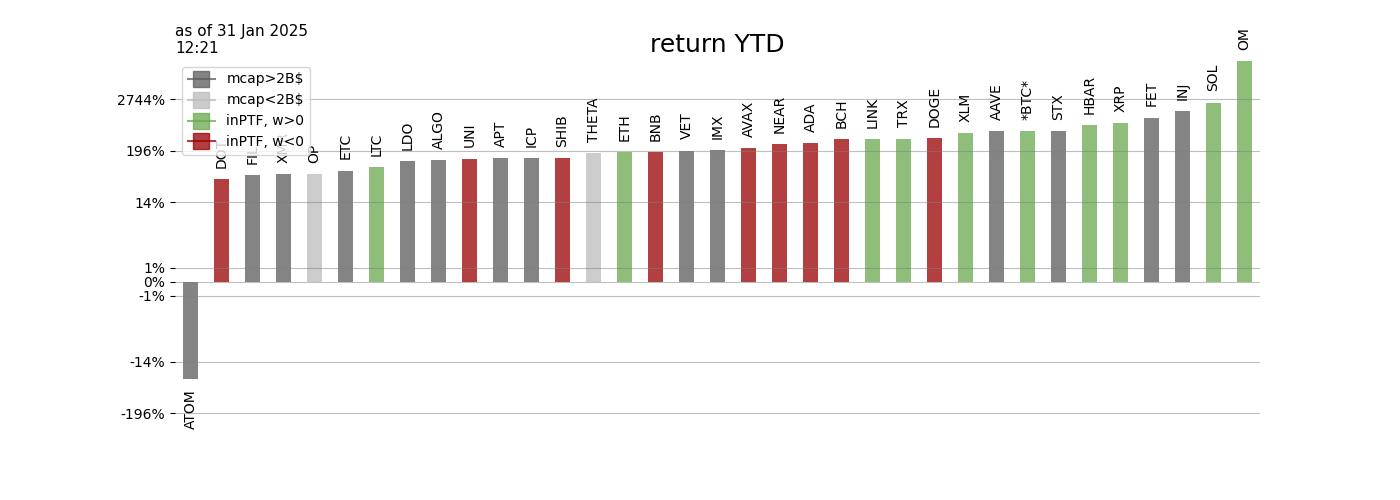 as of 31 Jan 2025
12:21
return YTD
mcap>2B$
mcap<2B$
inPTF, w>0
inPTF, w<0
2744%
196%
14%
1%
0%
-1%
-14%
-196%
ATOM
OP
ETC
LTC
LDO
ALGO
UNI
APT
ICP
SHIB
THETA
ETH
BNB
VET
IMX
AVAX
NEAR
ADA
BCH
LINK
TRX
DOGE
XLM
AAVE
*BTC*
STX
HBAR
XRP
FET
INJ
SOL
OM